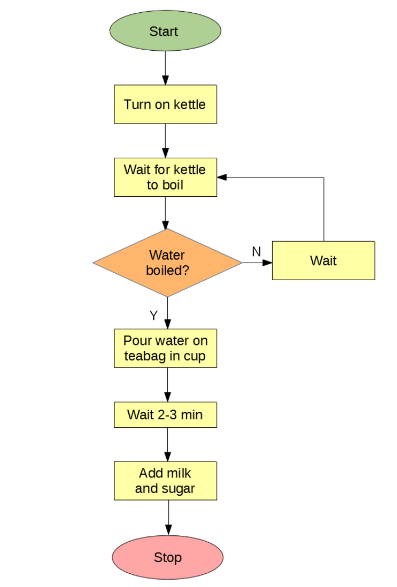 Start
Turn on kettle
Wait for kettle
to boil
Water
boiled?
N
Wait
Y
Pour water on
teabag in cup
Wait 2-3 min
Add milk
and sugar
Stop